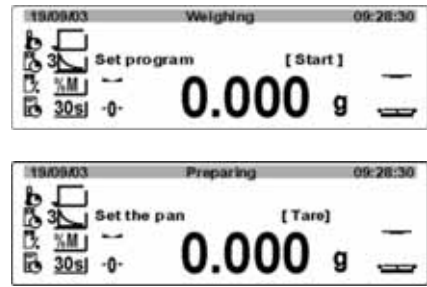 19/09/03 Weighing 09:28:30
3 Set program [Start]
%M
30s -0- 0.000 g
19/09/03 Preparing 09:28:30
3 Set the pan [Tare]
%M
30s -0- 0.000 g